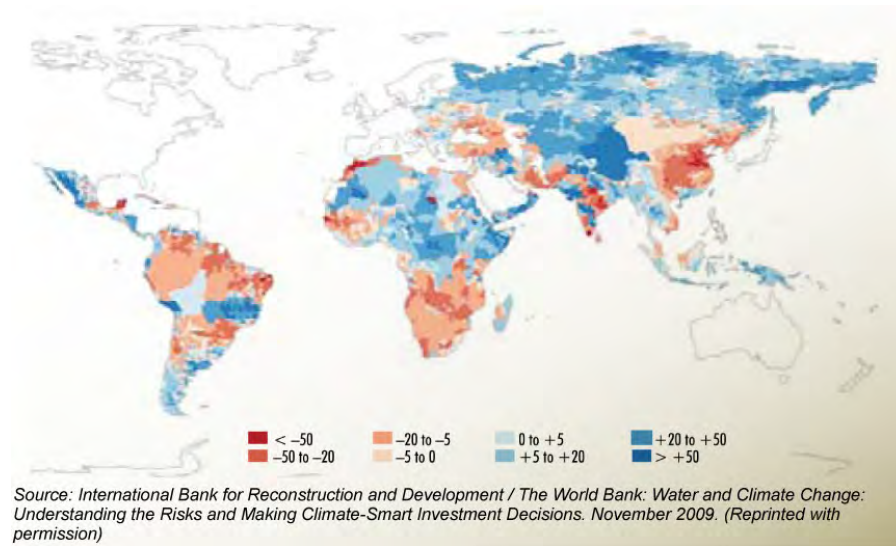 < −50
−20 to −5
0 to +5
+20 to +50
−50 to −20
−5 to 0
+5 to +20
> +50
Source: International Bank for Reconstruction and Development / The World Bank: Water and Climate Change:
Understanding the Risks and Making Climate-Smart Investment Decisions. November 2009. (Reprinted with
permission)